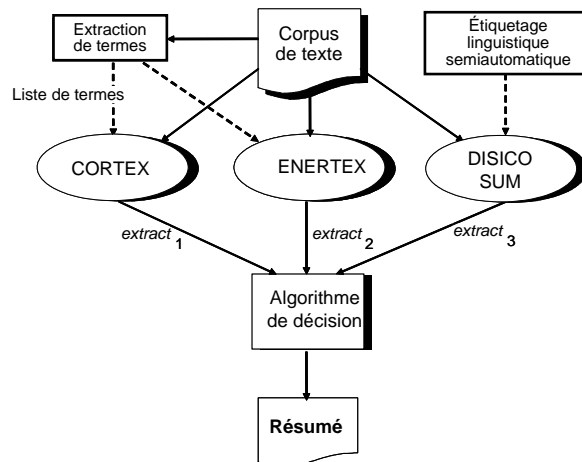 Extraction
de termes
Corpus
de texte
Étiquetage
linguistique
semiautomatique
Liste de termes
CORTEX
ENERTEX
DISICO
SUM
extract 1
extract 2
extract 3
Algorithme
de décision
Résumé